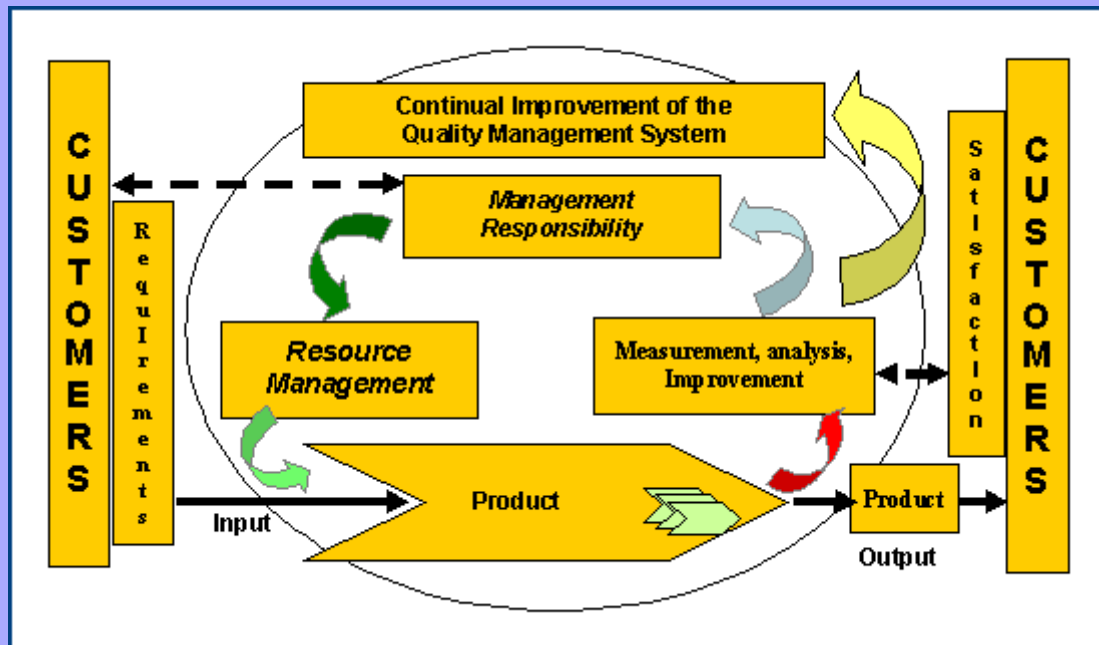 CUSTOMERS
RequIrements
Continual Improvement of the
Quality Management System
Management
Responsibility
Resource
Management
Measurement, analysis,
Improvement
Product
Input
Product
Output
SatIsfactIon
CUSTOMERS